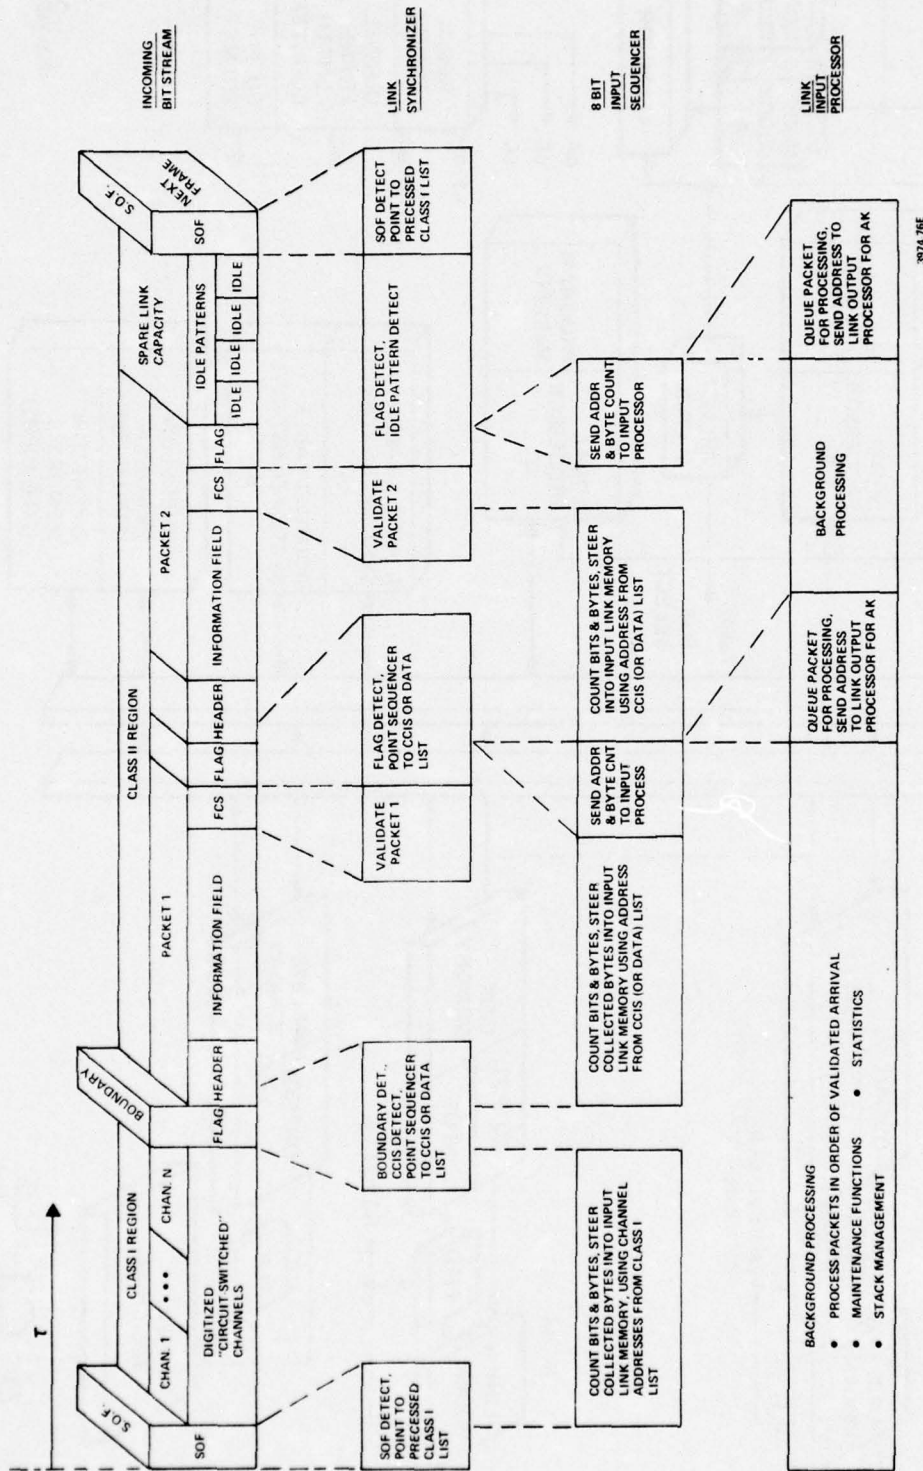 τ
INCOMING
BIT STREAM
S.O.F.
SOF
CLASS I REGION
CHAN. 1
• • •
CHAN. N
DIGITIZED
"CIRCUIT SWITCHED"
CHANNELS
BOUNDARY
FLAG
HEADER
CLASS II REGION
PACKET 1
INFORMATION FIELD
FCS
FLAG
HEADER
PACKET 2
INFORMATION FIELD
FCS
FLAG
SPARE LINK
CAPACITY
IDLE PATTERNS
IDLE
IDLE
IDLE
IDLE
S.O.F.
NEXT
FRAME
SOF
LINK
SYNCHRONIZER
SOF DETECT,
POINT TO
PRECESSED
CLASS I
LIST
BOUNDARY DET.,
CCIS DETECT,
POINT SEQUENCER
TO CCIS OR DATA
LIST
VALIDATE
PACKET 1
FLAG DETECT,
POINT SEQUENCER
TO CCIS OR DATA
LIST
VALIDATE
PACKET 2
FLAG DETECT,
IDLE PATTERN DETECT
SOF DETECT
POINT TO
PRECESSED
CLASS I LIST
8 BIT
INPUT
SEQUENCER
COUNT BITS & BYTES, STEER
COLLECTED BYTES INTO INPUT
LINK MEMORY, USING CHANNEL
ADDRESSES FROM CLASS I
LIST
COUNT BITS & BYTES, STEER
COLLECTED BYTES INTO INPUT
LINK MEMORY USING ADDRESS
FROM CCIS (OR DATA) LIST
SEND ADDR
& BYTE CNT
TO INPUT
PROCESS
COUNT BITS & BYTES, STEER
INTO INPUT LINK MEMORY
USING ADDRESS FROM
CCIS (OR DATA) LIST
SEND ADDR
& BYTE COUNT
TO INPUT
PROCESSOR
LINK
INPUT
PROCESSOR
BACKGROUND PROCESSING
• PROCESS PACKETS IN ORDER OF VALIDATED ARRIVAL
• MAINTENANCE FUNCTIONS • STATISTICS
• STACK MANAGEMENT
QUEUE PACKET
FOR PROCESSING,
SEND ADDRESS
TO LINK OUTPUT
PROCESSOR FOR AK
BACKGROUND
PROCESSING
QUEUE PACKET
FOR PROCESSING,
SEND ADDRESS TO
LINK OUTPUT
PROCESSOR FOR AK
3974-76E